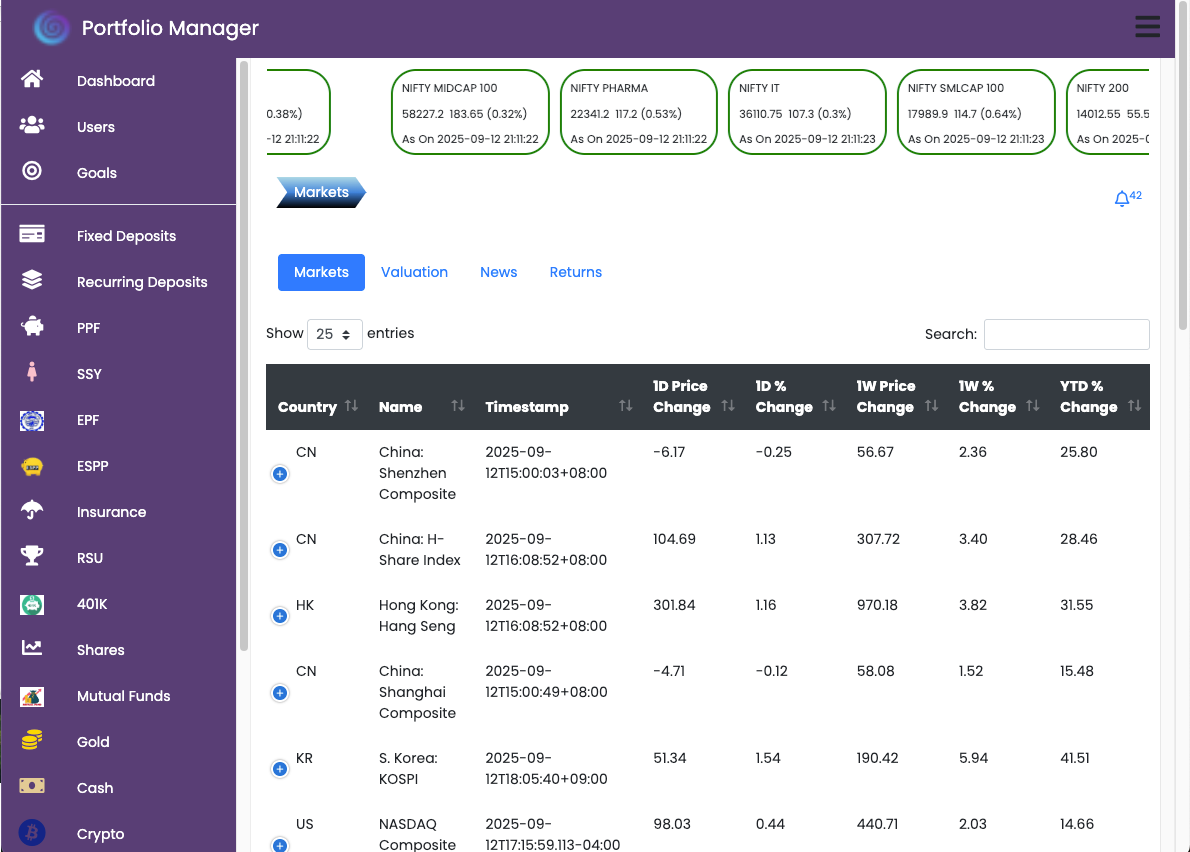 Portfolio Manager
Dashboard
Users
Goals
Fixed Deposits
Recurring Deposits
PPF
SSY
EPF
ESPP
Insurance
RSU
401K
Shares
Mutual Funds
Gold
Cash
Crypto
0.38%)
-12 21:11:22
NIFTY MIDCAP 100
58227.2 183.65 (0.32%)
As On 2025-09-12 21:11:22
NIFTY PHARMA
22341.2 117.2 (0.53%)
As On 2025-09-12 21:11:22
NIFTY IT
36110.75 107.3 (0.3%)
As On 2025-09-12 21:11:23
NIFTY SMLCAP 100
17989.9 114.7 (0.64%)
As On 2025-09-12 21:11:23
NIFTY 200
14012.55 55.5
As On 2025-0
Markets
42
Markets Valuation News Returns
Show 25 entries
Search:
Country Name Timestamp 1D Price Change 1D % Change 1W Price Change 1W % Change YTD % Change
CN China: 2025-09- -6.17 -0.25 56.67 2.36 25.80
Shenzhen 12T15:00:03+08:00
Composite
CN China: H- 2025-09- 104.69 1.13 307.72 3.40 28.46
Share Index 12T16:08:52+08:00
HK Hong Kong: 2025-09- 301.84 1.16 970.18 3.82 31.55
Hang Seng 12T16:08:52+08:00
CN China: 2025-09- -4.71 -0.12 58.08 1.52 15.48
Shanghai 12T15:00:49+08:00
Composite
KR S. Korea: 2025-09- 51.34 1.54 190.42 5.94 41.51
KOSPI 12T18:05:40+09:00
US NASDAQ 2025-09- 98.03 0.44 440.71 2.03 14.66
Composite 12T17:15:59.113-04:00